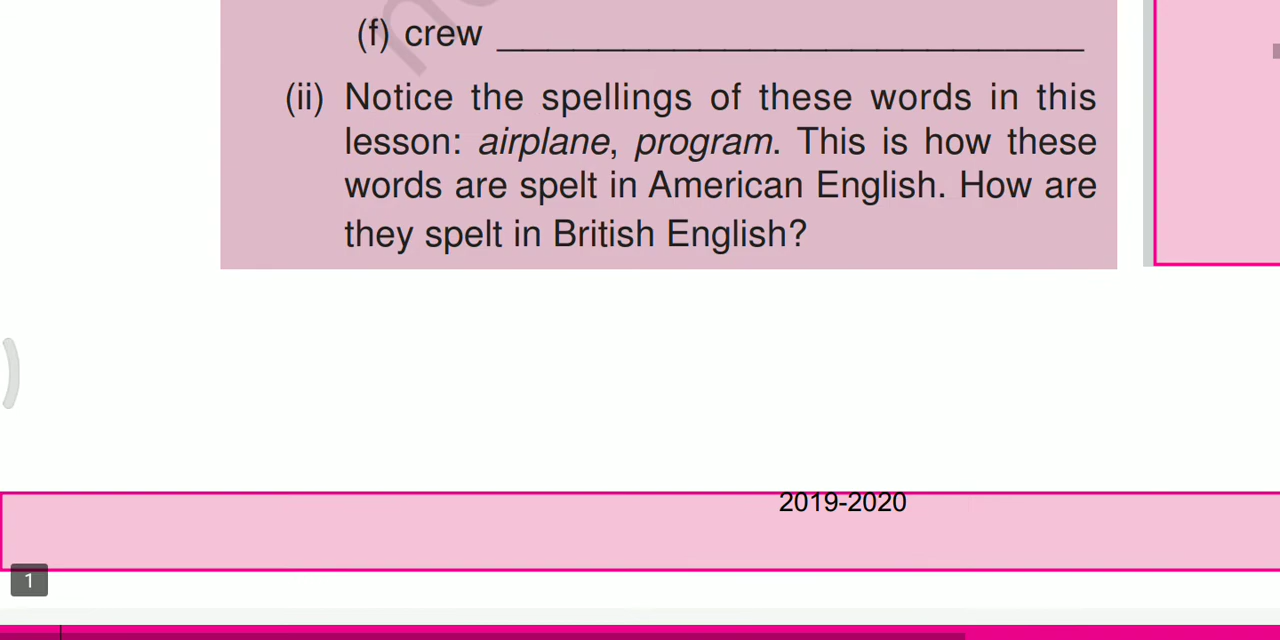 (f) crew ______________________________
(ii) Notice the spellings of these words in this
lesson: airplane, program. This is how these
words are spelt in American English. How are
they spelt in British English?
2019-2020
1